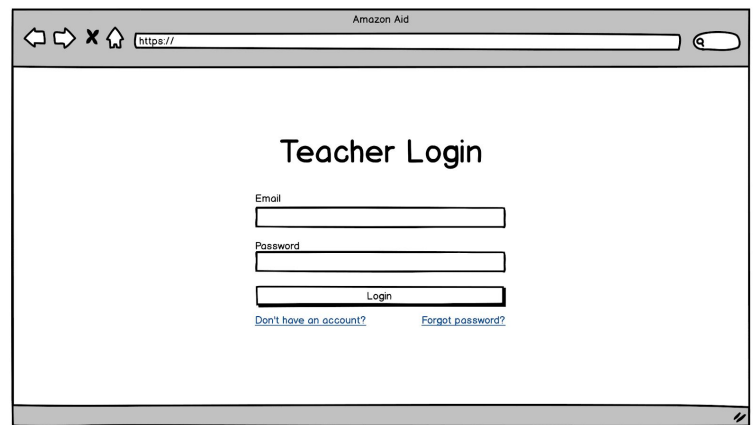 Amazon Aid
https://
Teacher Login
Email
Password
Login
Don't have an account? Forgot password?